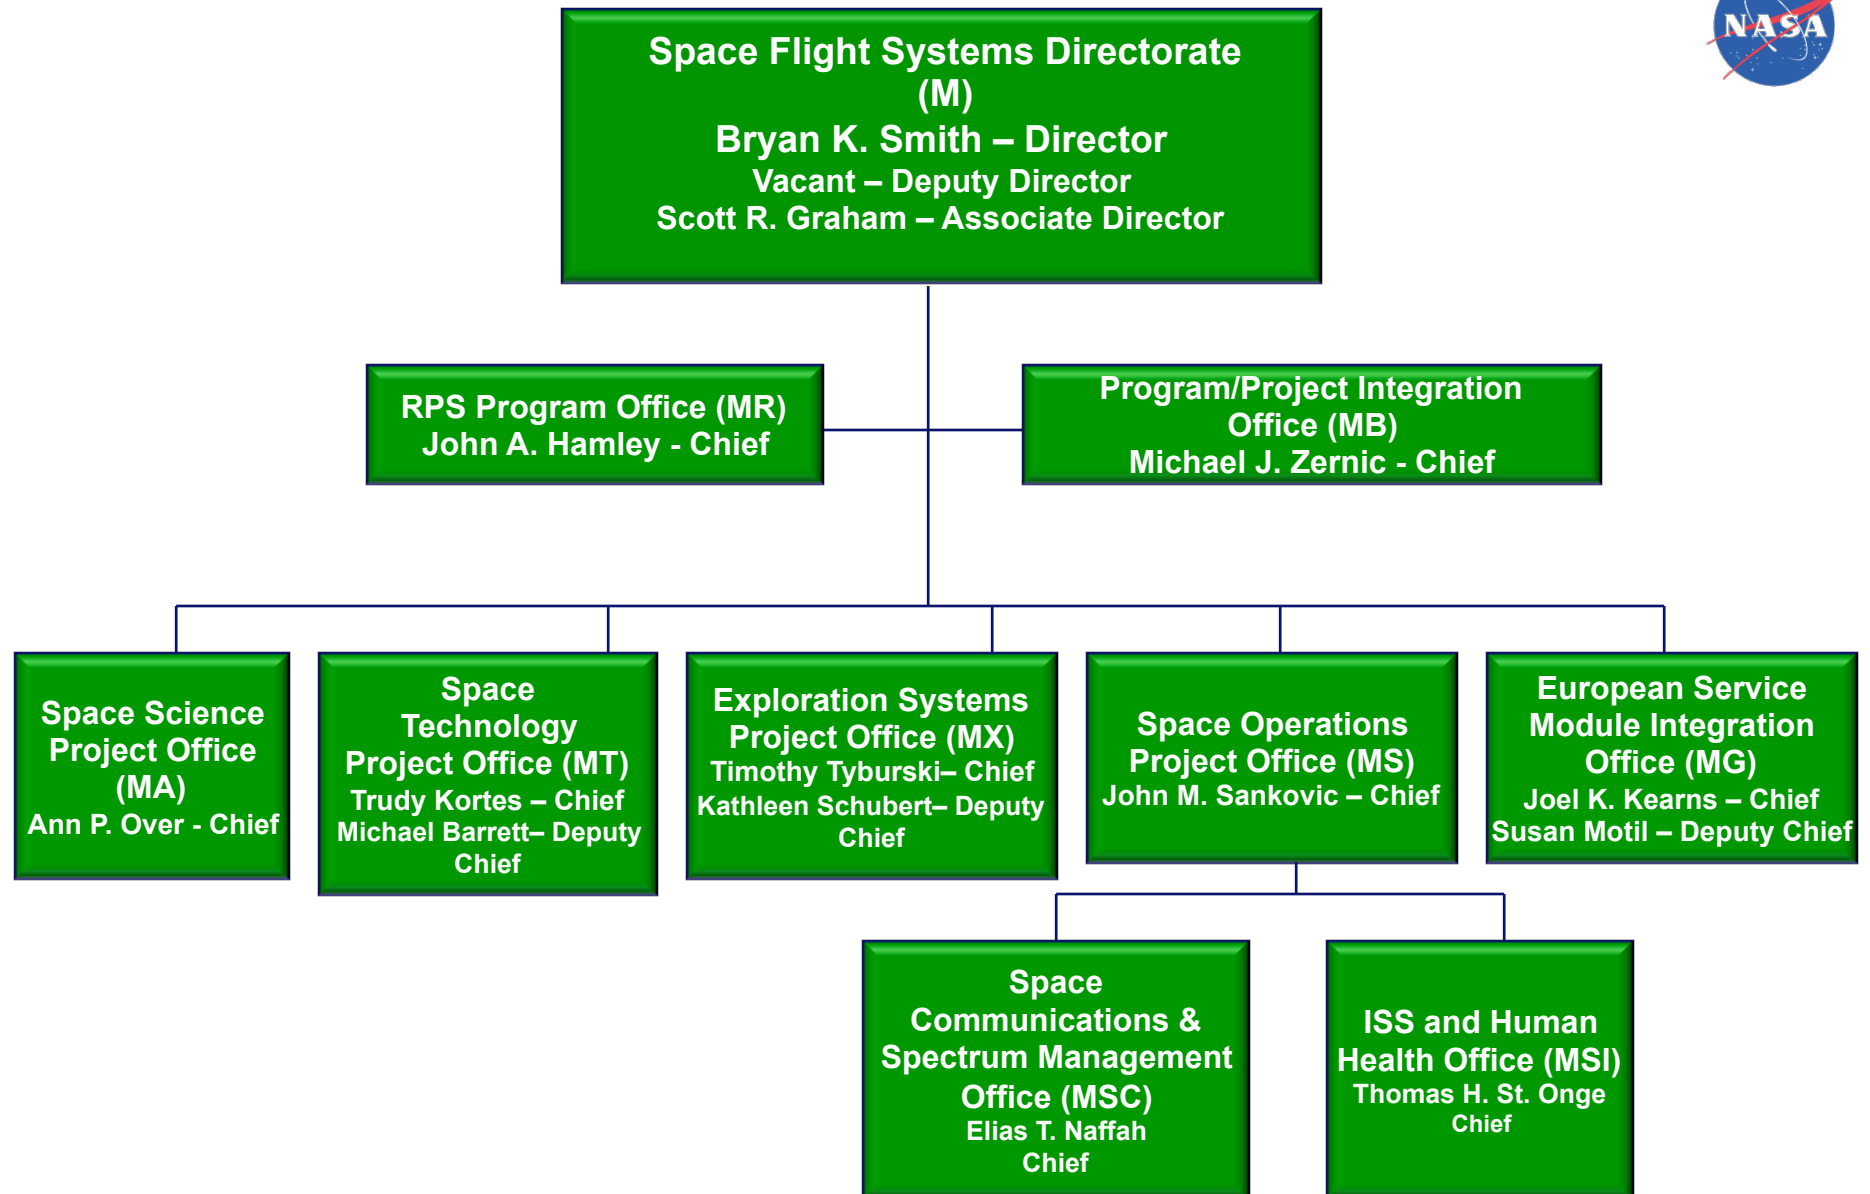 NASA
Space Flight Systems Directorate
(M)
Bryan K. Smith – Director
Vacant – Deputy Director
Scott R. Graham – Associate Director
RPS Program Office (MR)
John A. Hamley - Chief
Program/Project Integration
Office (MB)
Michael J. Zernic - Chief
Space Science
Project Office
(MA)
Ann P. Over - Chief
Space
Technology
Project Office (MT)
Trudy Kortes – Chief
Michael Barrett– Deputy
Chief
Exploration Systems
Project Office (MX)
Timothy Tyburski– Chief
Kathleen Schubert– Deputy
Chief
Space Operations
Project Office (MS)
John M. Sankovic – Chief
European Service
Module Integration
Office (MG)
Joel K. Kearns – Chief
Susan Motil – Deputy Chief
Space
Communications &
Spectrum Management
Office (MSC)
Elias T. Naffah
Chief
ISS and Human
Health Office (MSI)
Thomas H. St. Onge
Chief